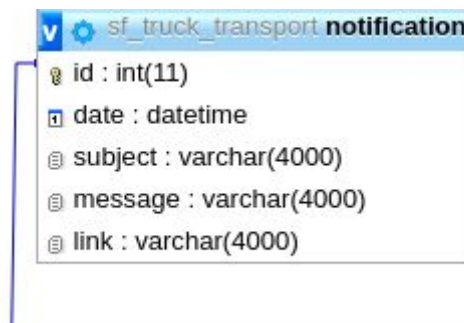 v sf_truck_transport notification
id : int(11)
date : datetime
subject : varchar(4000)
message : varchar(4000)
link : varchar(4000)